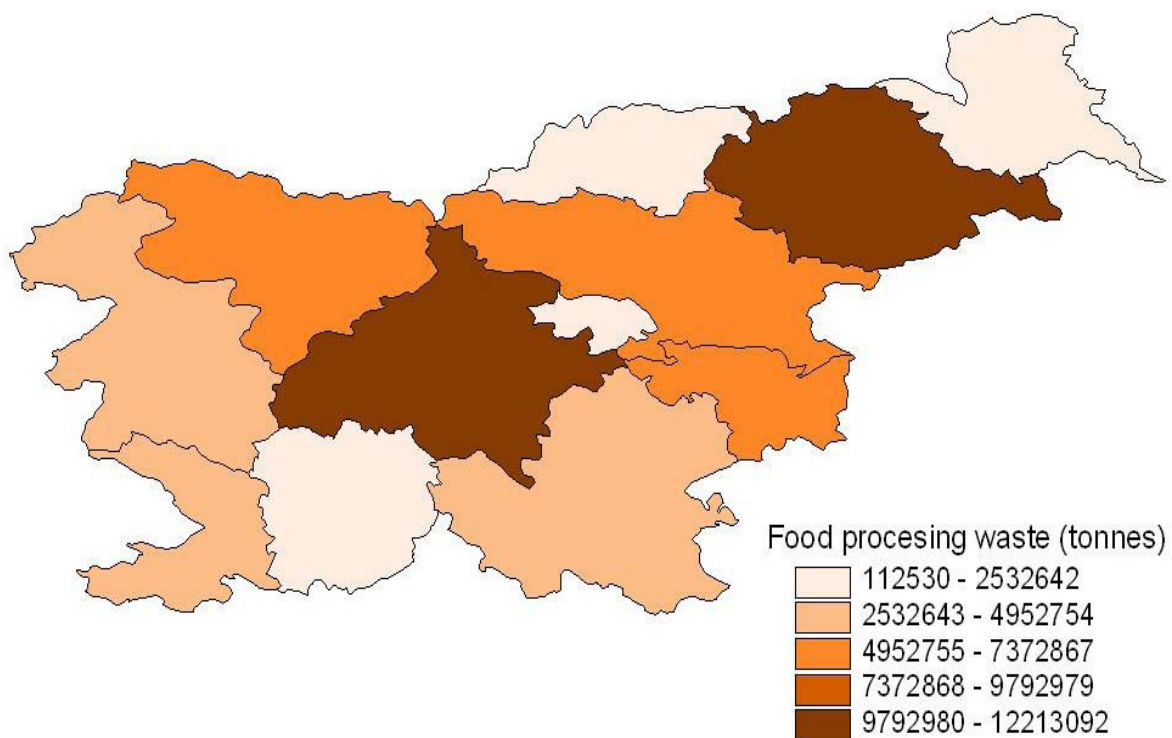 Food procesing waste (tonnes)
112530 - 2532642
2532643 - 4952754
4952755 - 7372867
7372868 - 9792979
9792980 - 12213092